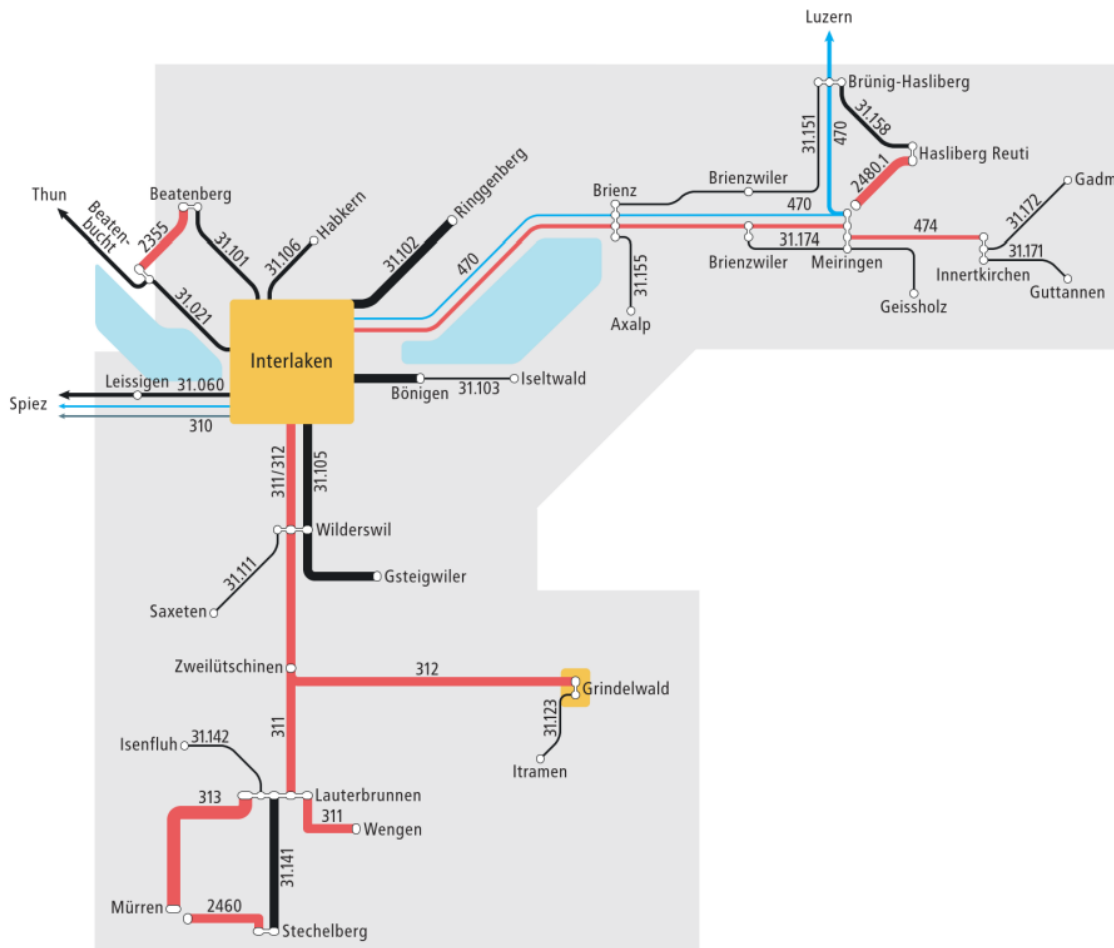 Luzern
Brünig-Hasliberg
31.151
470
31.158
Hasliberg Reuti
2480.1
Gadm
Thun
Beatenberg
Beaten-
bucht
2355
31.101
31.106
Habkern
31.102
Ringgenberg
Brienz
Brienzwiler
470
470
31.172
474
31.174
31.171
Brienzwiler
Meiringen
Innertkirchen
Guttannen
31.155
Geissholz
Axalp
31.021
Interlaken
Leissigen
31.060
Spiez
310
Bönigen
31.103
Iseltwald
311/312
31.105
Wilderswil
31.111
Gsteigwiler
Saxeten
Zweilütschinen
312
Grindelwald
31.123
311
Itramen
Isenfluh
31.142
313
Lauterbrunnen
311
Wengen
31.141
Mürren
2460
Stechelberg